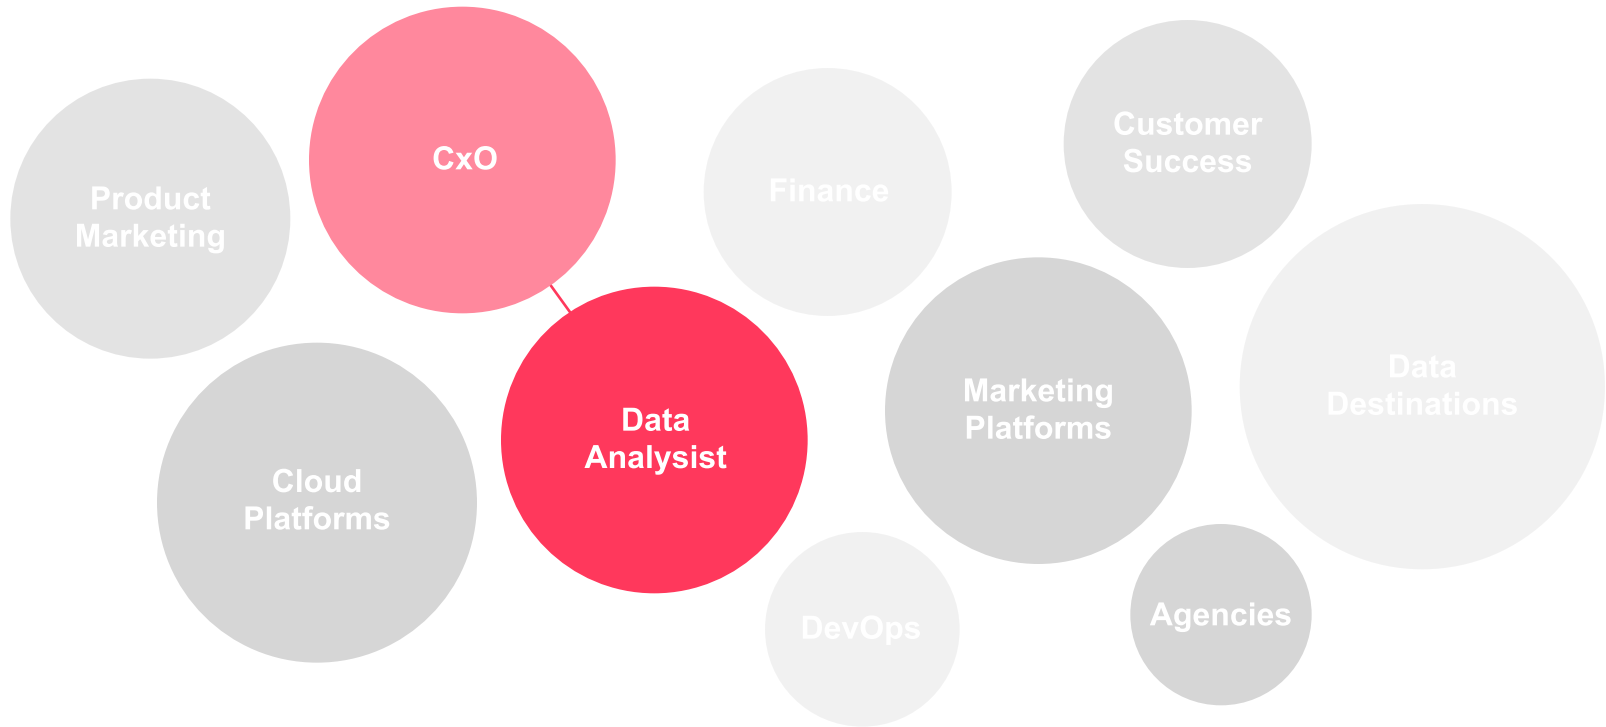 CxO
Product
Marketing
Finance
Customer
Success
Data
Analysist
Cloud
Platforms
Marketing
Platforms
Data
Destinations
DevOps
Agencies